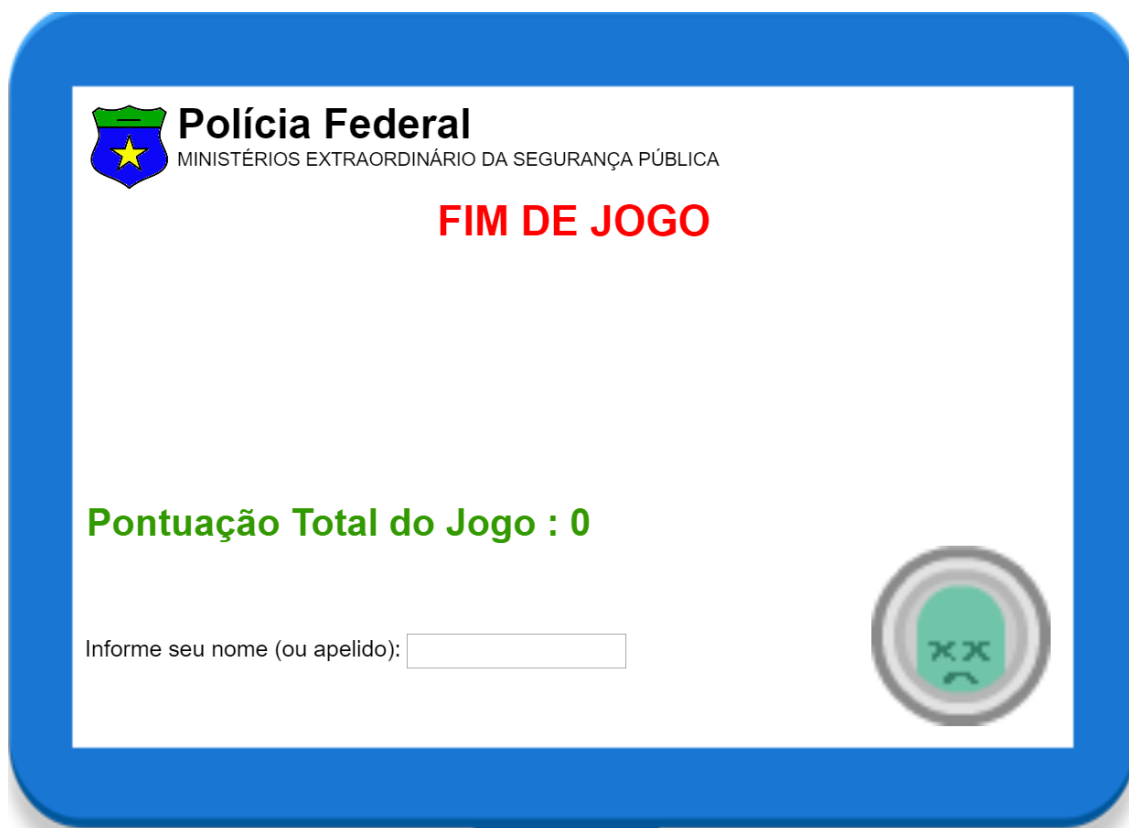 Polícia Federal
MINISTÉRIOS EXTRAORDINÁRIO DA SEGURANÇA PÚBLICA
FIM DE JOGO
Pontuação Total do Jogo : 0
Informe seu nome (ou apelido):